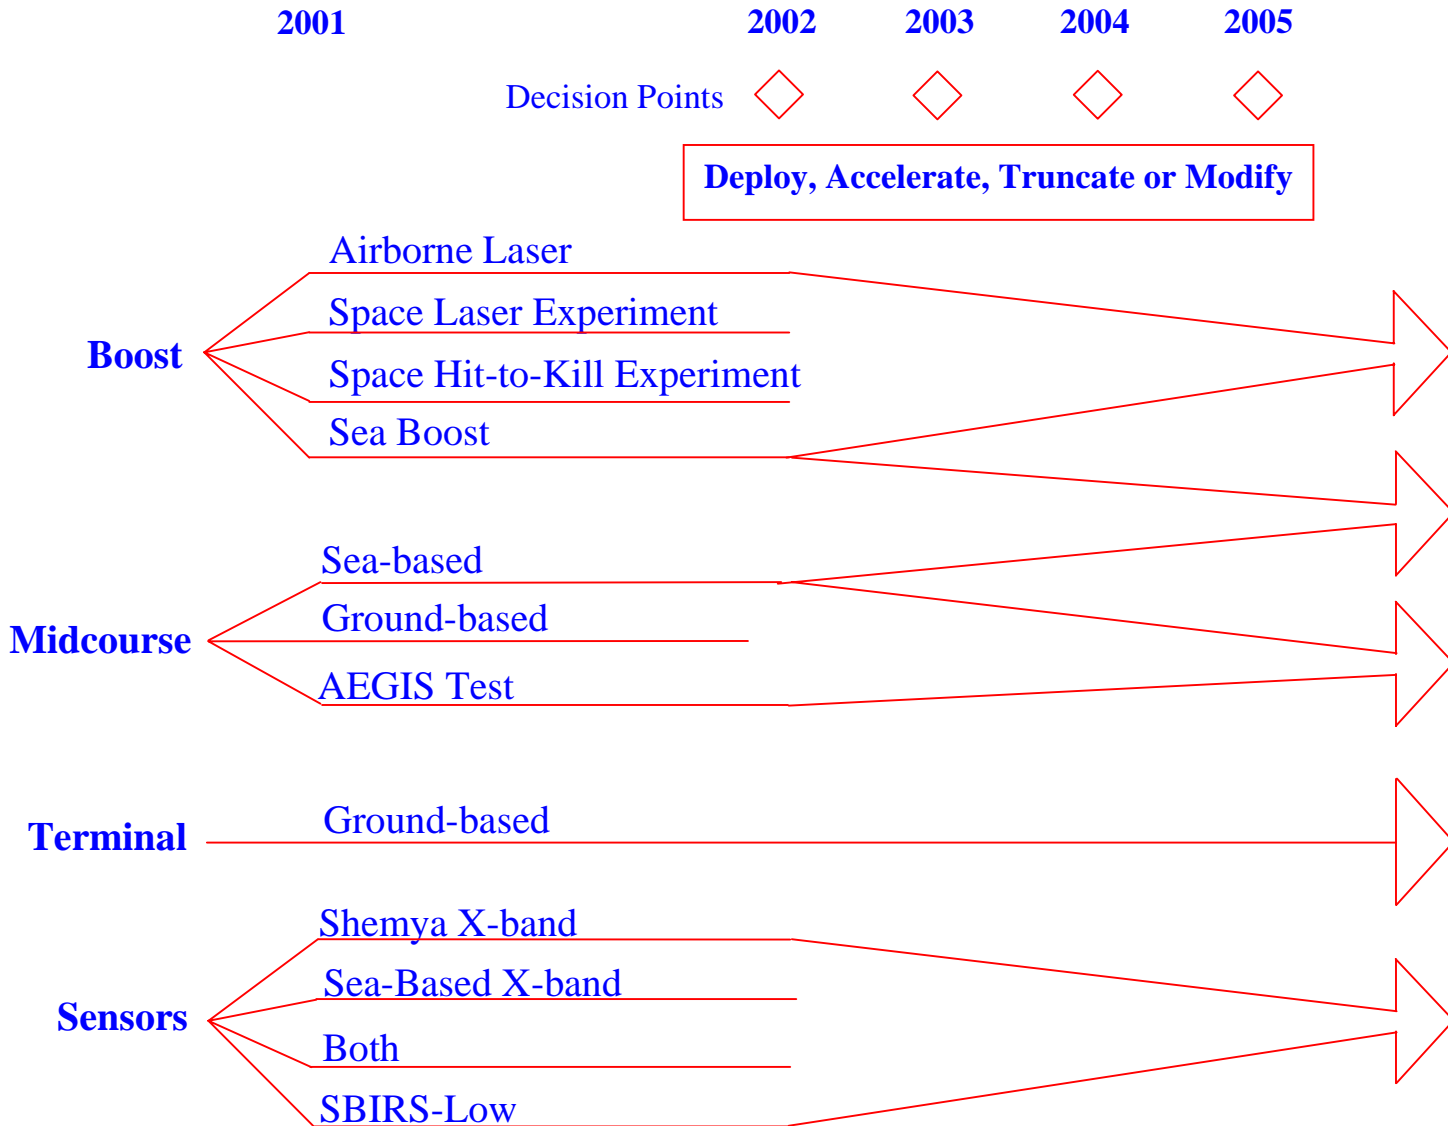 2001 2002 2003 2004 2005
Decision Points
Deploy, Accelerate, Truncate or Modify
Boost
Airborne Laser
Space Laser Experiment
Space Hit-to-Kill Experiment
Sea Boost
Midcourse
Sea-based
Ground-based
AEGIS Test
Terminal
Ground-based
Sensors
Shemya X-band
Sea-Based X-band
Both
SBIRS-Low